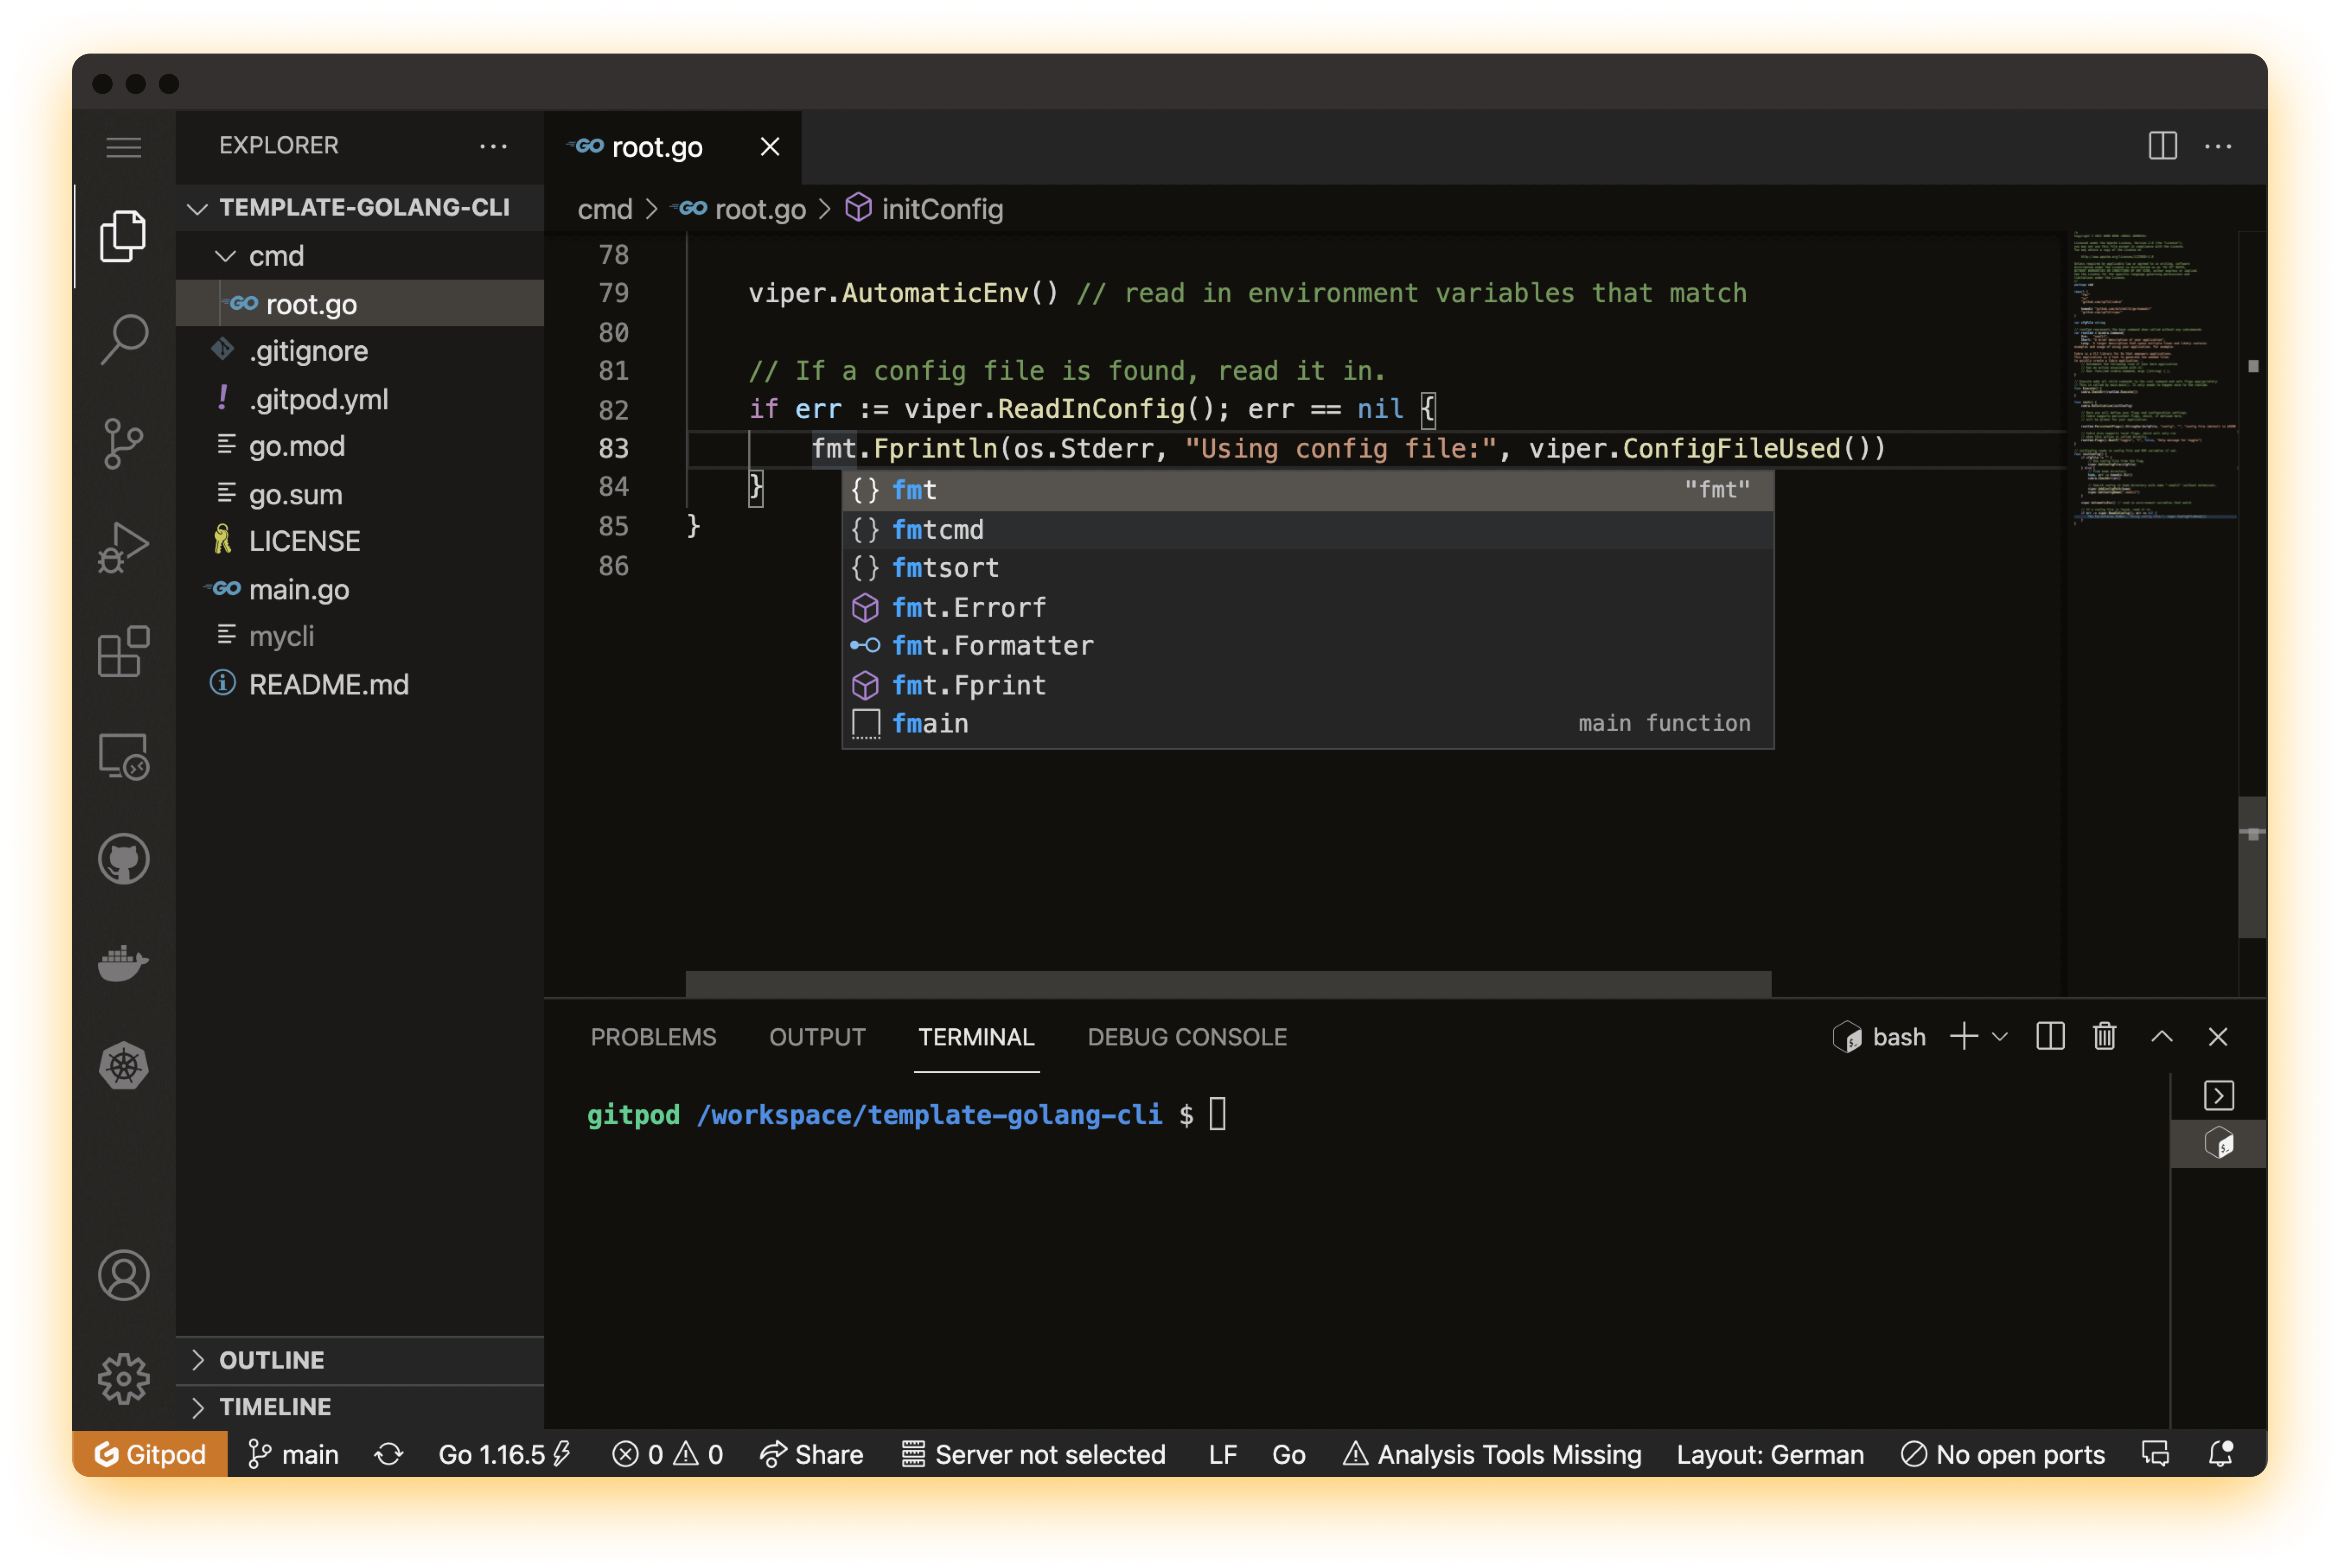 EXPLORER
TEMPLATE-GOLANG-CLI
cmd
GO root.go
.gitignore
! .gitpod.yml
go.mod
go.sum
LICENSE
GO main.go
mycli
README.md
OUTLINE
TIMELINE
GO root.go
cmd > GO root.go > initConfig
78
79 viper.AutomaticEnv() // read in environment variables that match
80
81 // If a config file is found, read it in.
82 if err := viper.ReadInConfig(); err == nil {
83 fmt.Fprintln(os.Stderr, "Using config file:", viper.ConfigFileUsed())
84 }
85 }
86
{} fmt "fmt"
{} fmtcmd
{} fmtsort
fmt.Errorf
fmt.Formatter
fmt.Fprint
fmain main function
PROBLEMS OUTPUT TERMINAL DEBUG CONSOLE bash
gitpod /workspace/template-golang-cli $
Gitpod main Go 1.16.5 0 0 Share Server not selected LF Go Analysis Tools Missing Layout: German No open ports